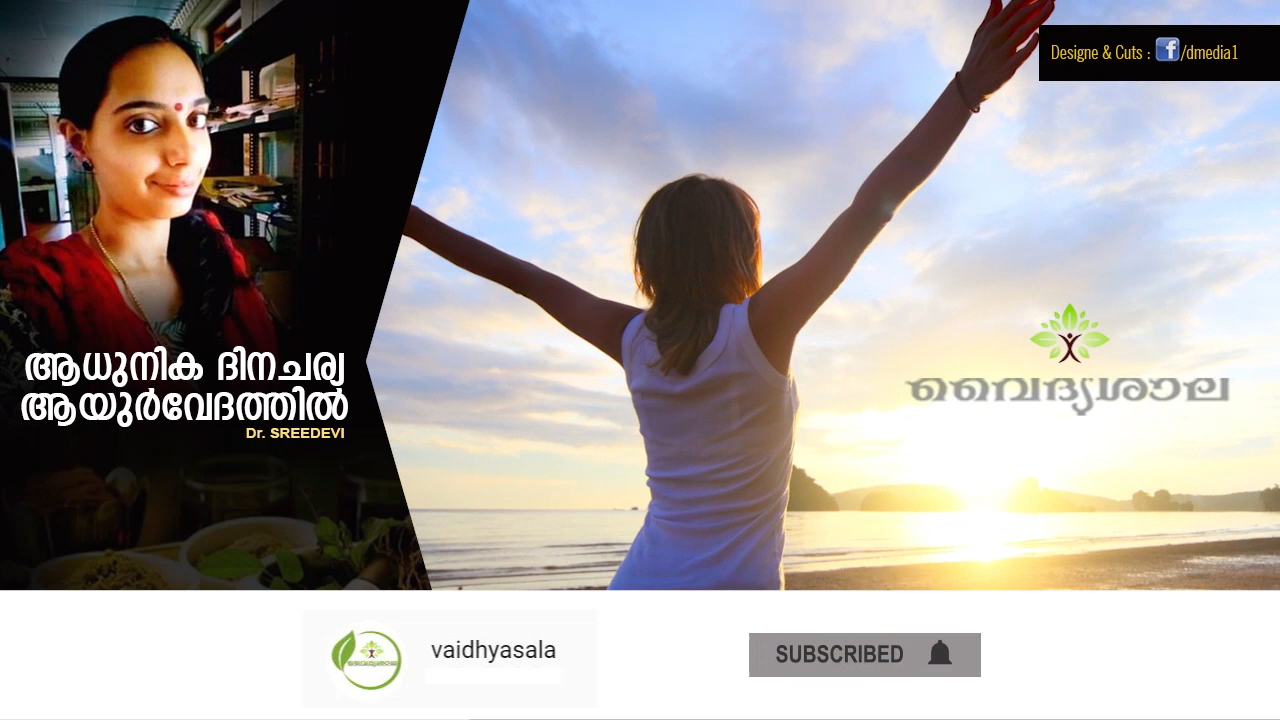 Designe & Cuts : f/dmedia1
ആധുനിക ദിനചര്യ
ആയുർവേദത്തിൽ
Dr. SREEDEVI
വൈദ്യശാല
vaidhyasala
SUBSCRIBED